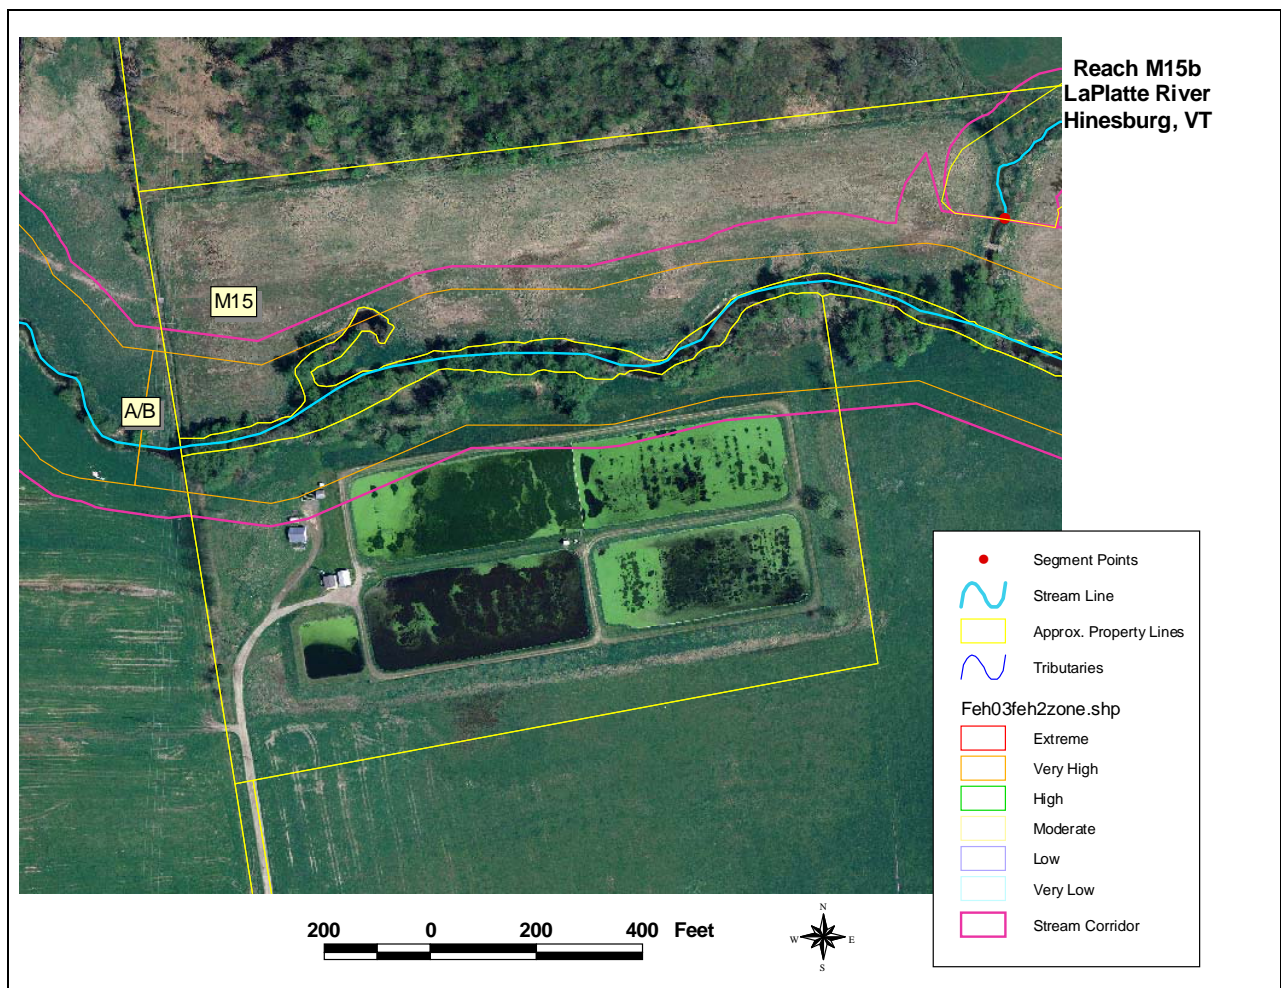 Reach M15b
LaPlatte River
Hinesburg, VT
M15
A/B
Segment Points
Stream Line
Approx. Property Lines
Tributaries
Feh03feh2zone.shp
Extreme
Very High
High
Moderate
Low
Very Low
Stream Corridor
200 0 200 400 Feet
N
W E
S